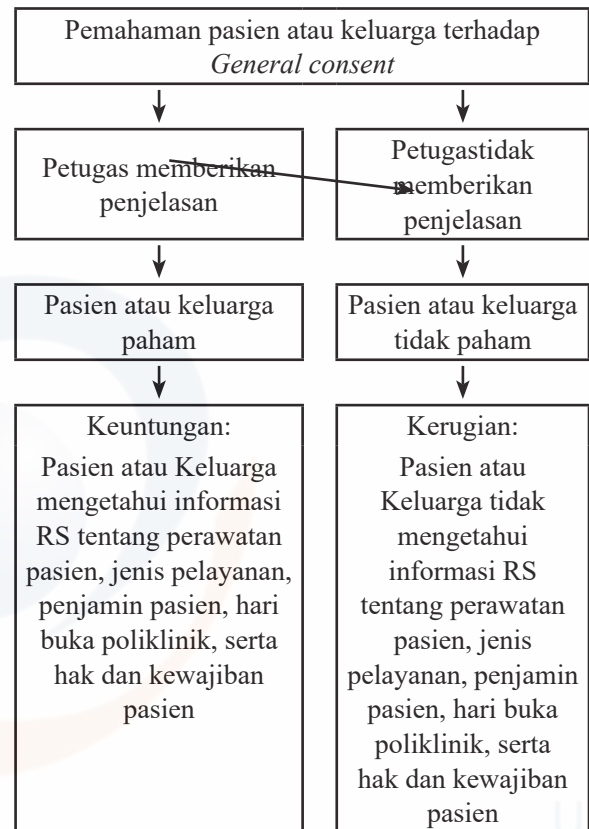 Pemahaman pasien atau keluarga terhadap
General consent
Petugas memberikan
penjelasan
Petugastidak
memberikan
penjelasan
Pasien atau keluarga
paham
Pasien atau keluarga
tidak paham
Keuntungan:
Pasien atau Keluarga
mengetahui informasi
RS tentang perawatan
pasien, jenis pelayanan,
penjamin pasien, hari
buka poliklinik, serta
hak dan kewajiban
pasien
Kerugian:
Pasien atau
Keluarga tidak
mengetahui
informasi RS
tentang perawatan
pasien, jenis
pelayanan, penjamin
pasien, hari buka
poliklinik, serta
hak dan kewajiban
pasien